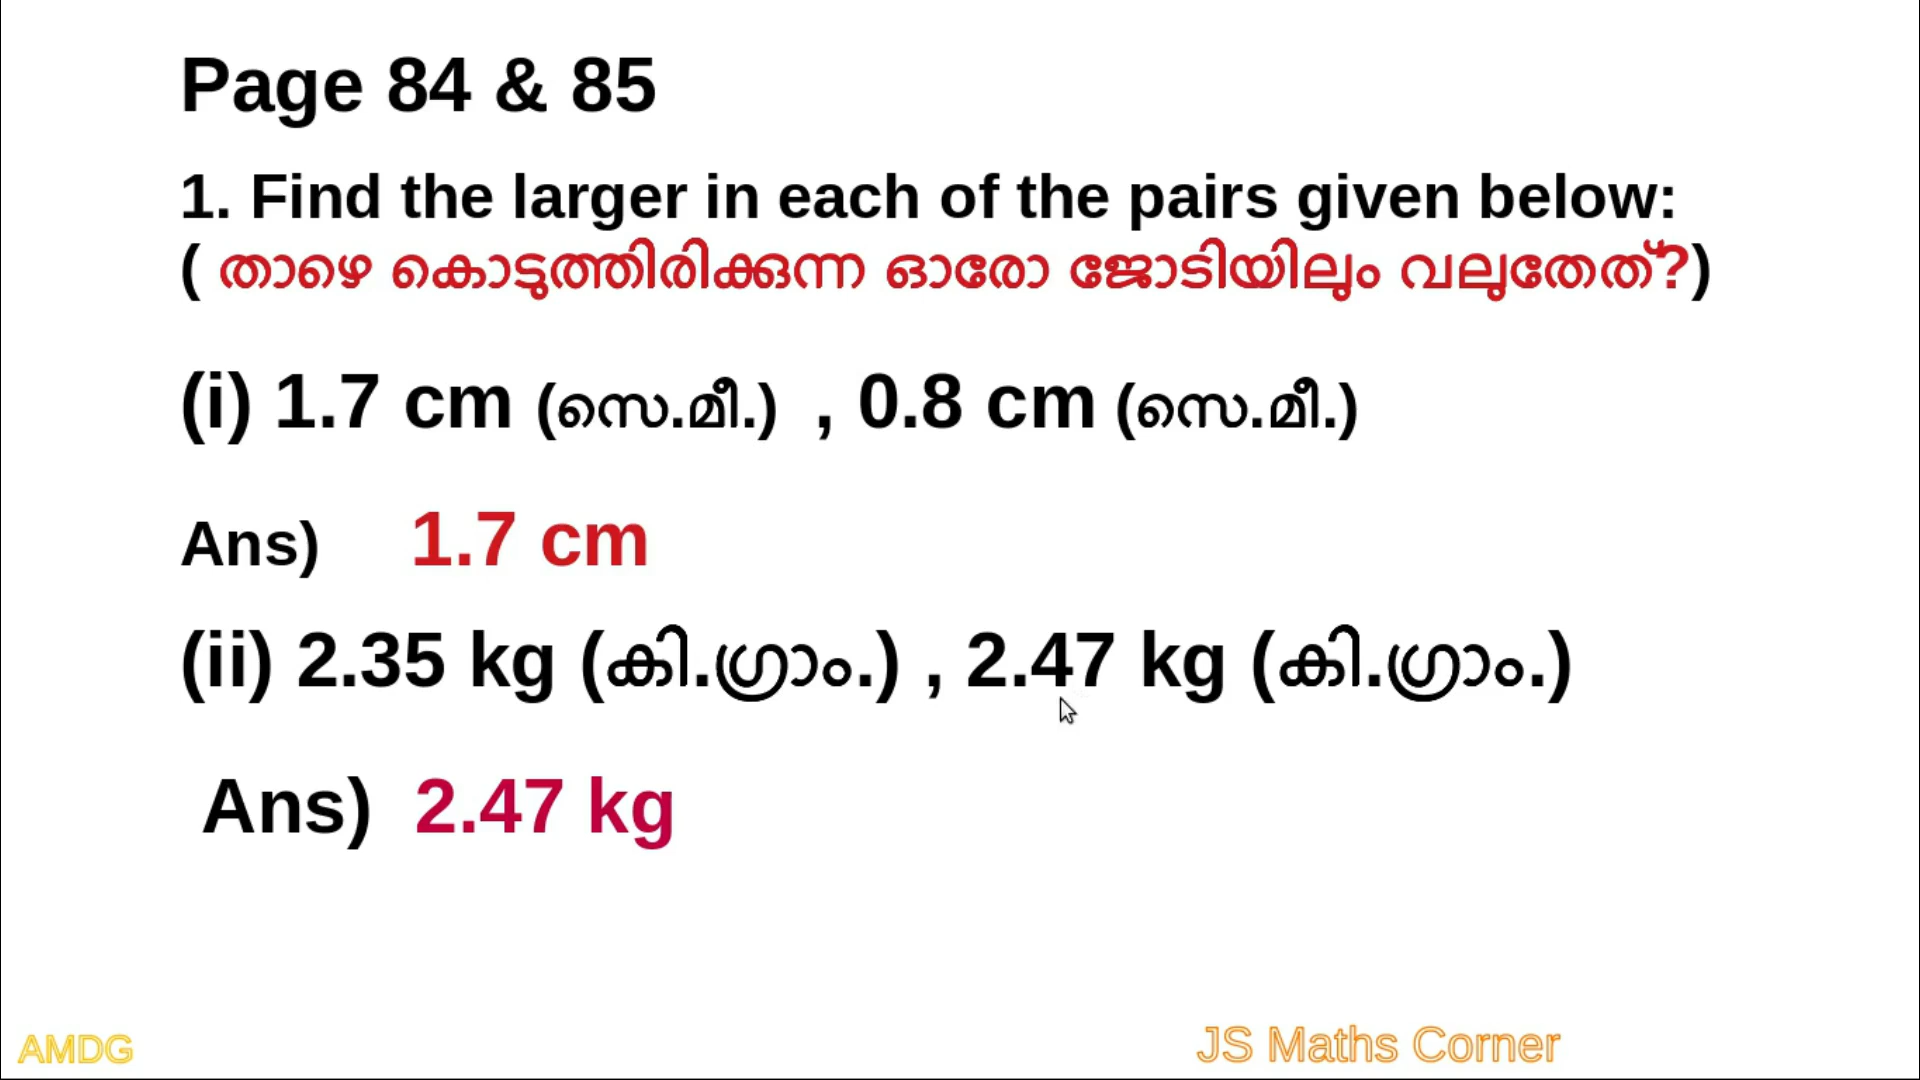 Page 84 & 85
1. Find the larger in each of the pairs given below:
( താഴെ കൊടുത്തിരിക്കുന്ന ഓരോ ജോടിയിലും വലുതേത്?)
(i) 1.7 cm (സെ.മീ.) , 0.8 cm (സെ.മീ.)
Ans) 1.7 cm
(ii) 2.35 kg (കി.ഗ്രാം.) , 2.47 kg (കി.ഗ്രാം.)
Ans) 2.47 kg
AMDG
JS Maths Corner